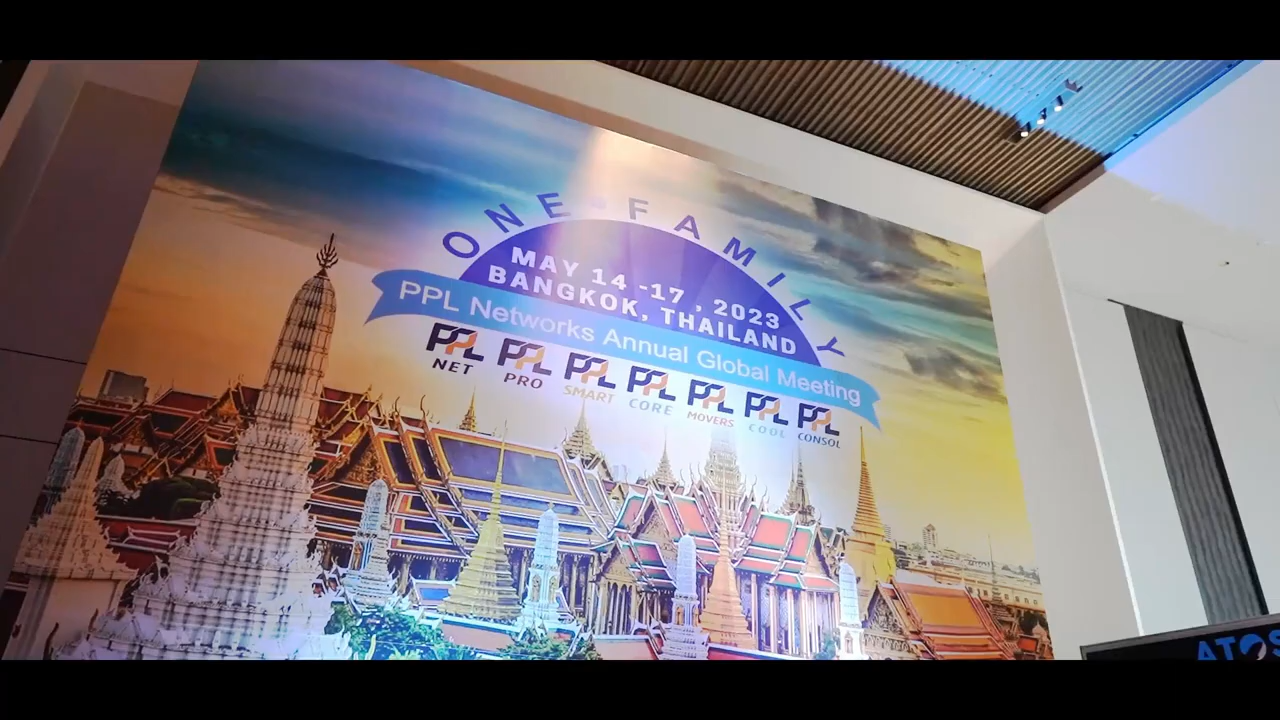 ONE FAMILY
MAY 14 -17 , 2023
BANGKOK, THAILAND
PPL Networks Annual Global Meeting
PPL NET
PPL PRO
PPL SMART
PPL CORE
PPL MOVERS
PPL COOL
PPL CONSOL